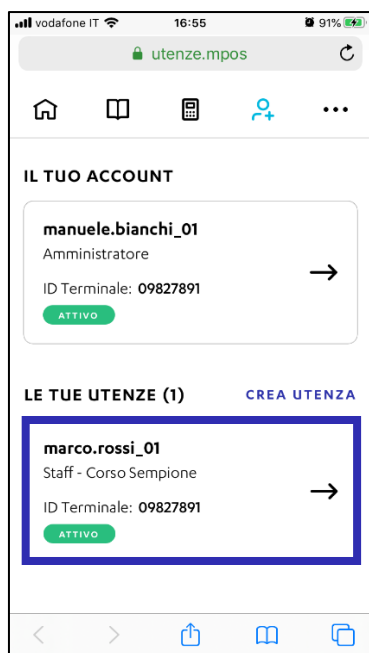 vodafone IT 16:55 91%
utenze.mpos
IL TUO ACCOUNT
manuele.bianchi_01
Amministratore
ID Terminale: 09827891
ATTIVO
LE TUE UTENZE (1) CREA UTENZA
marco.rossi_01
Staff - Corso Sempione
ID Terminale: 09827891
ATTIVO